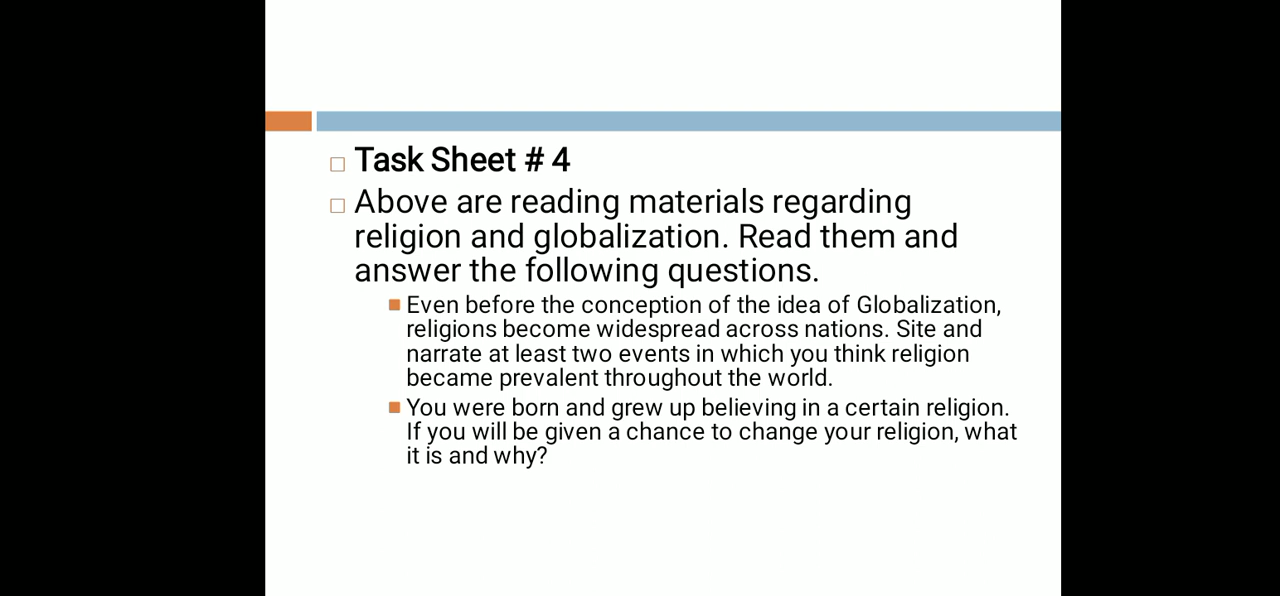 Task Sheet # 4
Above are reading materials regarding
religion and globalization. Read them and
answer the following questions.
Even before the conception of the idea of Globalization,
religions become widespread across nations. Site and
narrate at least two events in which you think religion
became prevalent throughout the world.
You were born and grew up believing in a certain religion.
If you will be given a chance to change your religion, what
it is and why?